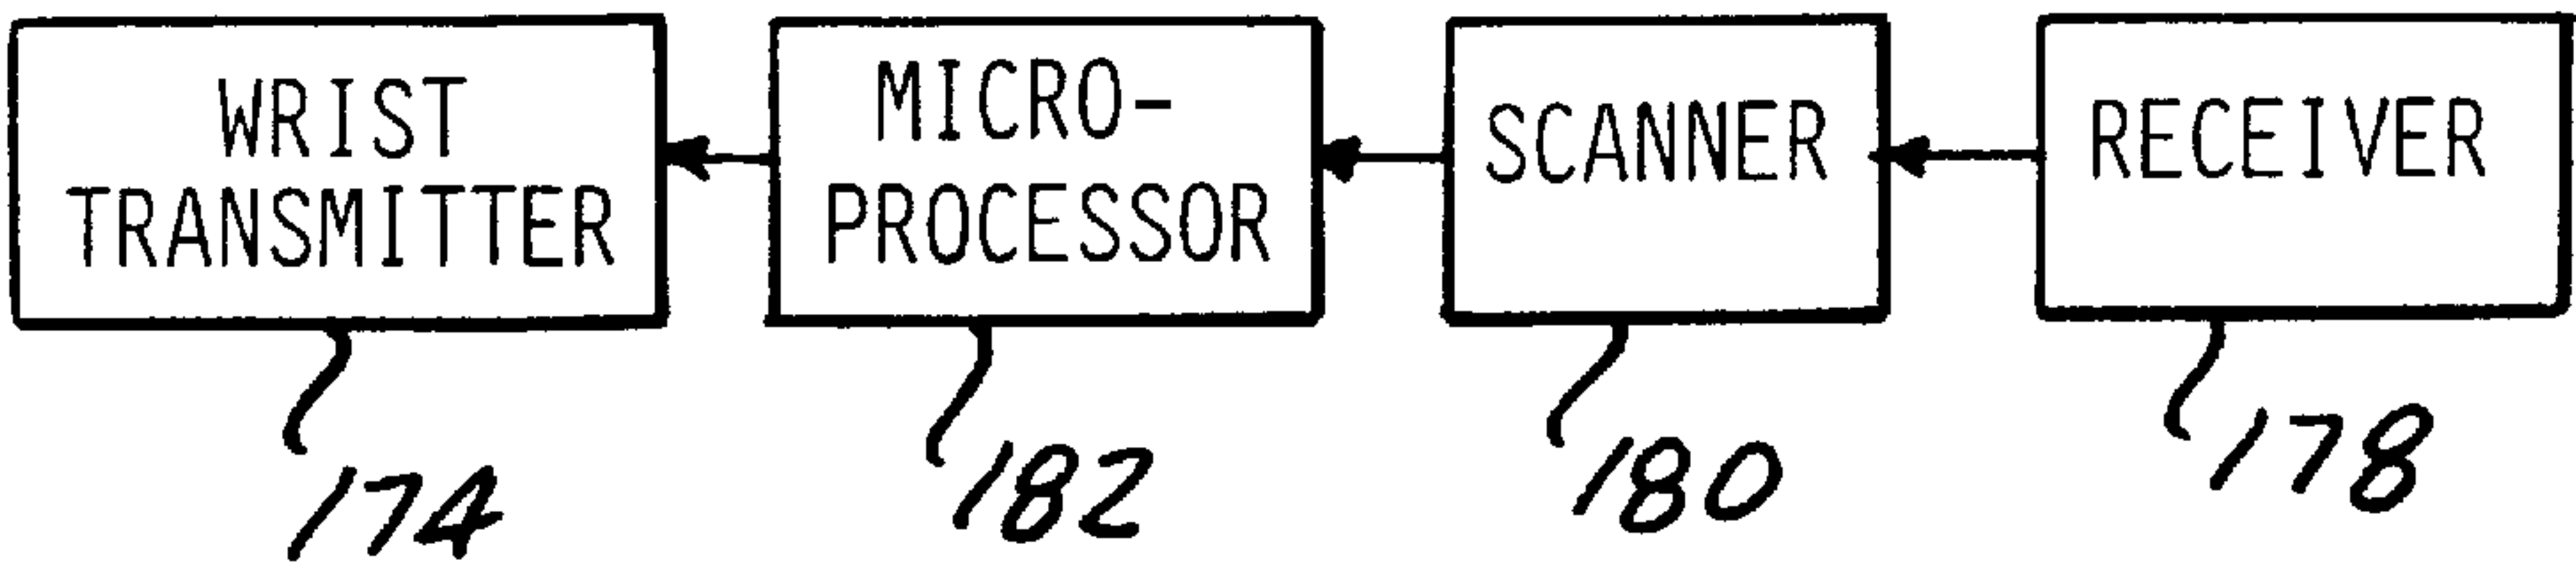 WRIST
TRANSMITTER
MICRO-
PROCESSOR
SCANNER
RECEIVER
174
182
180
178